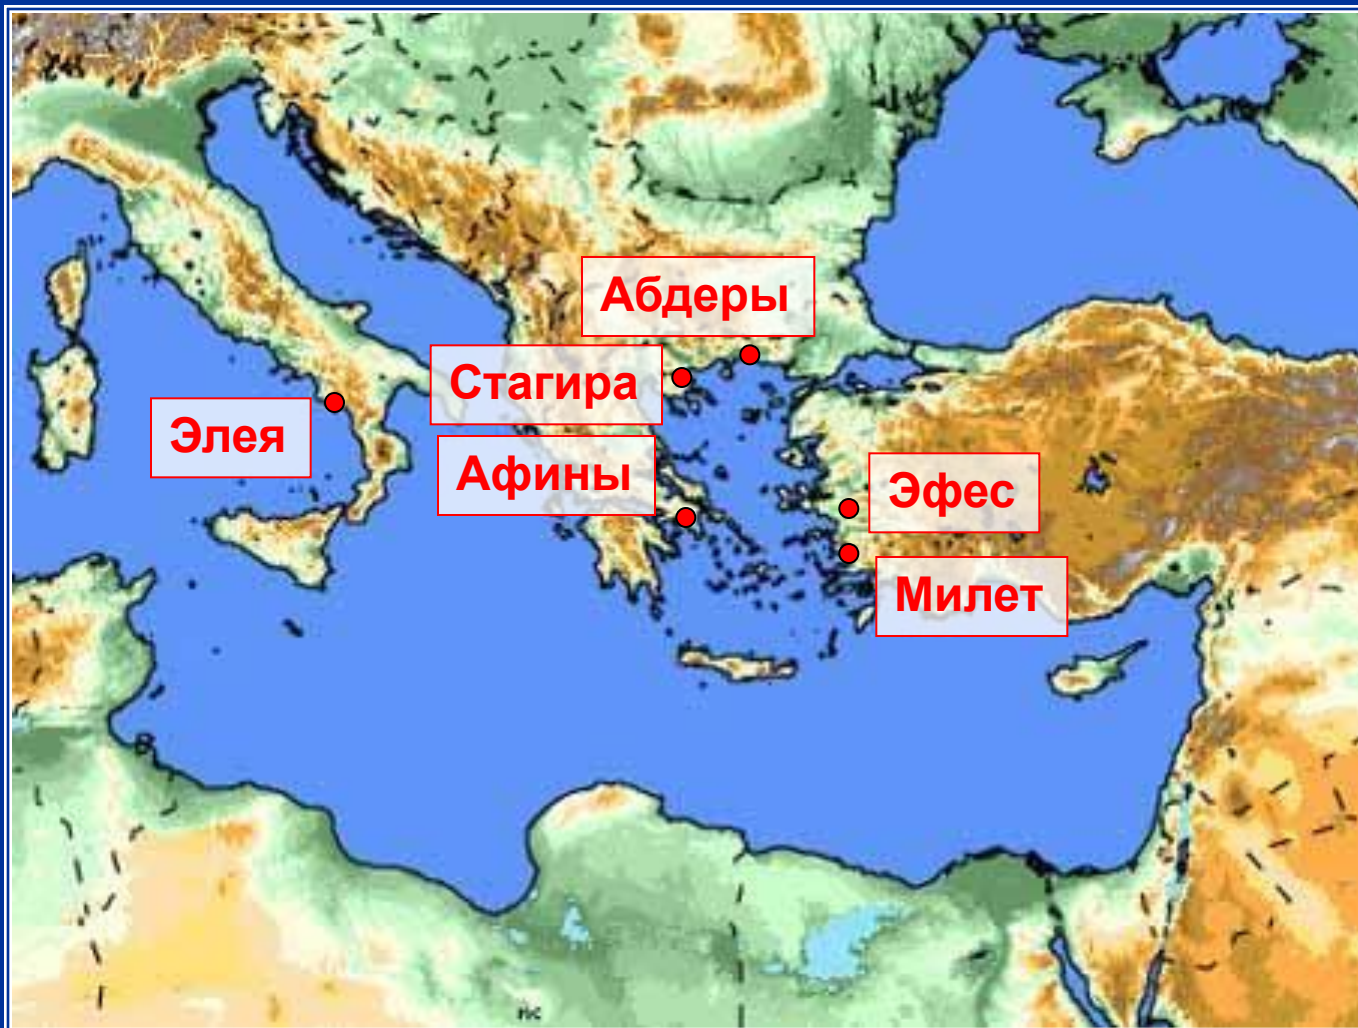 Абдеры
Стагира
Элея
Афины
Эфес
Милет